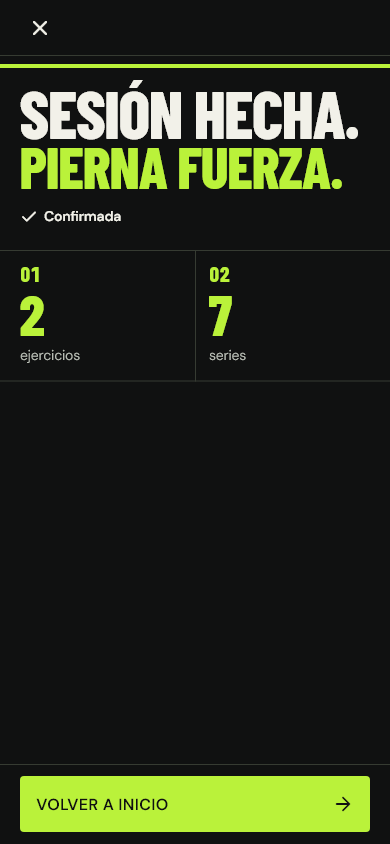 SESIÓN HECHA.
PIERNA FUERZA.
Confirmada
01
2
ejercicios
02
7
series
VOLVER A INICIO